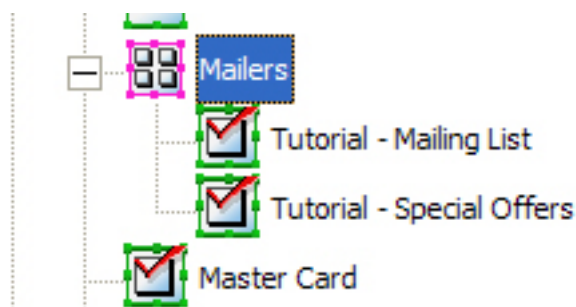 Mailers
Tutorial - Mailing List
Tutorial - Special Offers
Master Card